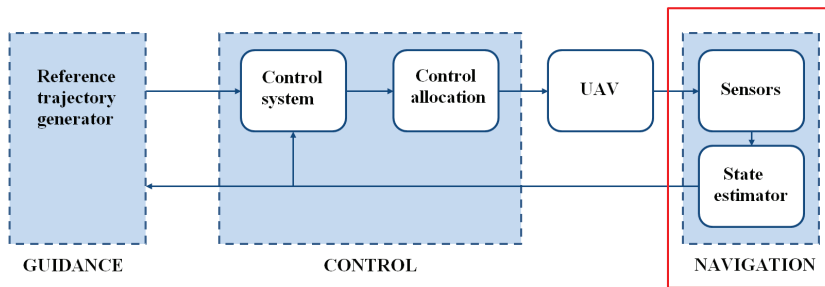 Reference
trajectory
generator
Control
system
Control
allocation
UAV
Sensors
State
estimator
GUIDANCE
CONTROL
NAVIGATION